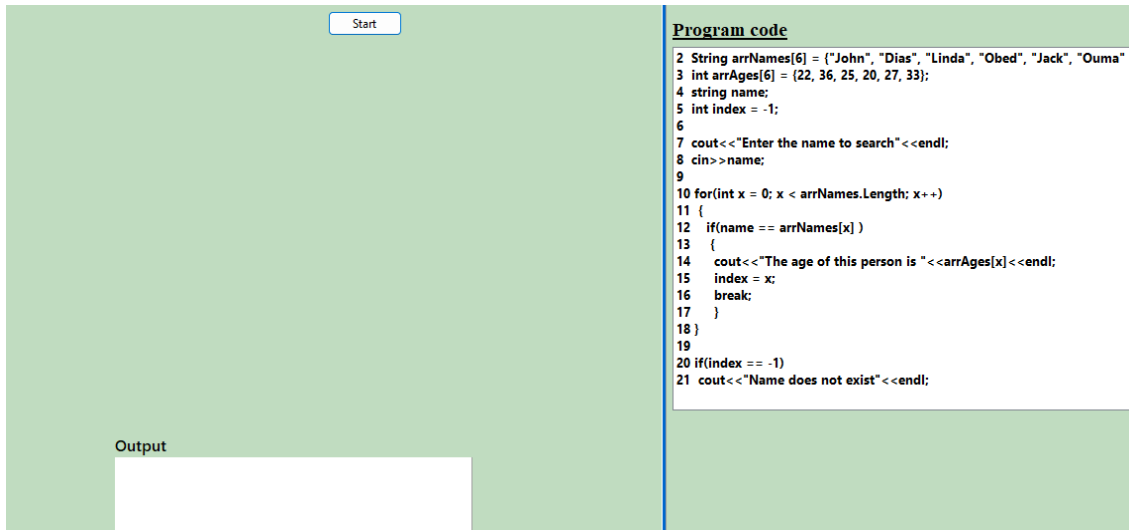 Start
Program code
2 String arrNames[6] = {"John", "Dias", "Linda", "Obed", "Jack", "Ouma"
3 int arrAges[6] = {22, 36, 25, 20, 27, 33};
4 string name;
5 int index = -1;
6
7 cout<<"Enter the name to search"<<endl;
8 cin>>name;
9
10 for(int x = 0; x < arrNames.Length; x++)
11 {
12 if(name == arrNames[x] )
13 {
14 cout<<"The age of this person is "<<arrAges[x]<<endl;
15 index = x;
16 break;
17 }
18 }
19
20 if(index == -1)
21 cout<<"Name does not exist"<<endl;
Output